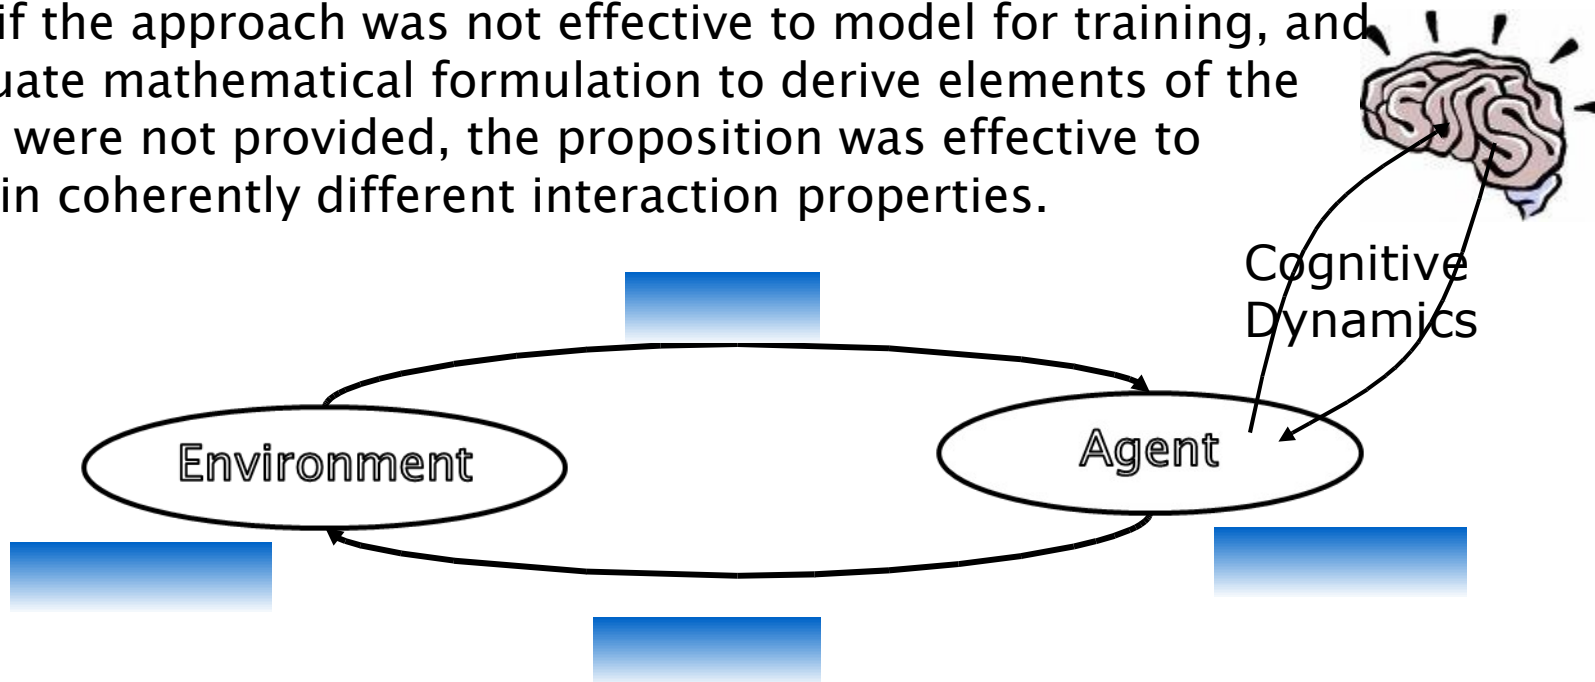 if the approach was not effective to model for training, and
uate mathematical formulation to derive elements of the
were not provided, the proposition was effective to
in coherently different interaction properties.
Cognitive
Dynamics
Environment
Agent